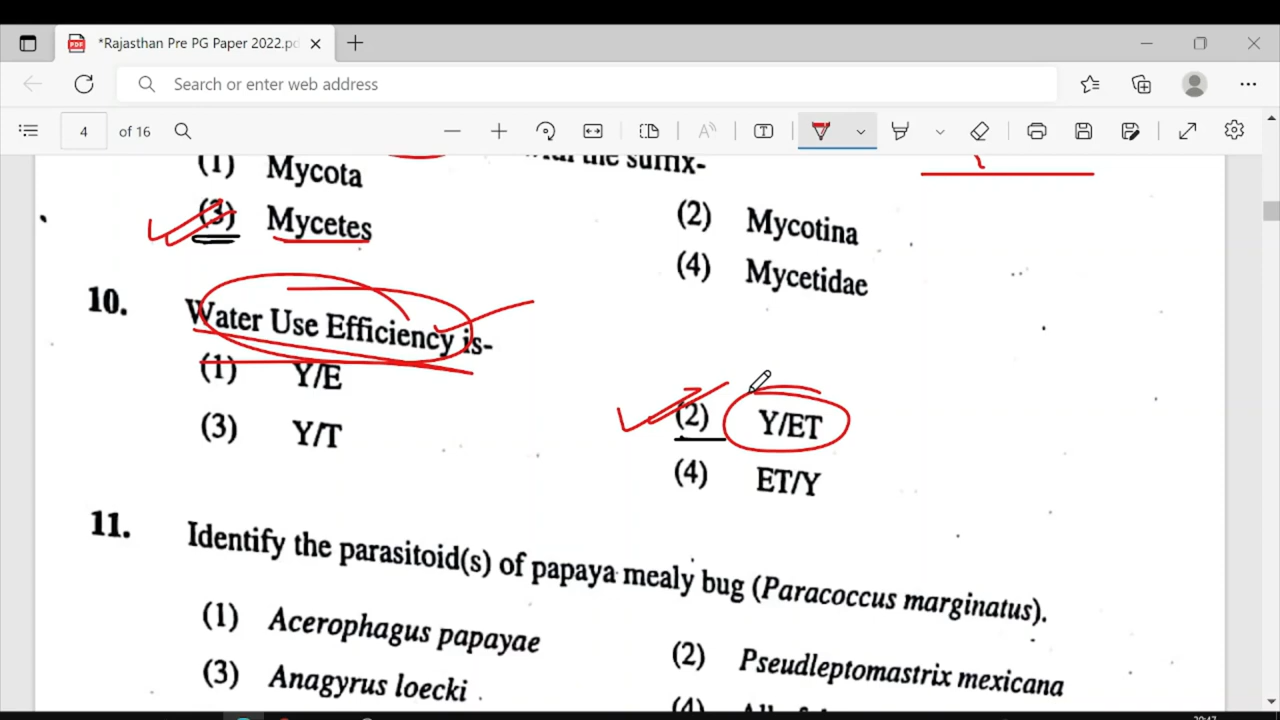 *Rajasthan Pre PG Paper 2022.pd
Search or enter web address
4 of 16
with the suffix-
(1) Mycota
(2) Mycotina
(3) Mycetes
(4) Mycetidae
10. Water Use Efficiency is-
(1) Y/E
(2) Y/ET
(3) Y/T
(4) ET/Y
11. Identify the parasitoid(s) of papaya mealy bug (Paracoccus marginatus).
(1) Acerophagus papayae
(2) Pseudleptomastrix mexicana
(3) Anagyrus loecki
(4)